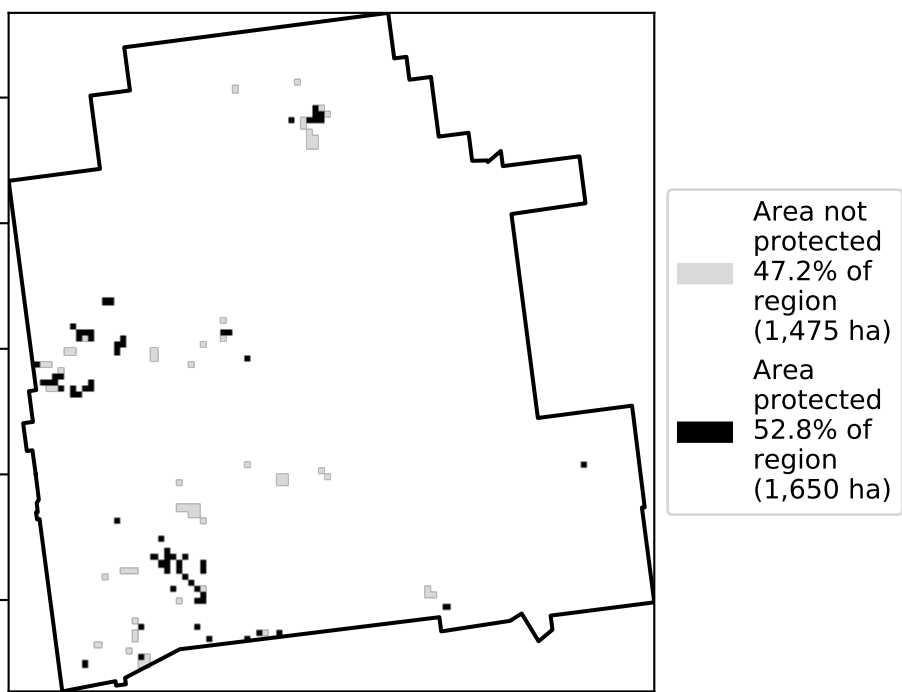 Area not
protected
47.2% of
region
(1,475 ha)
Area
protected
52.8% of
region
(1,650 ha)